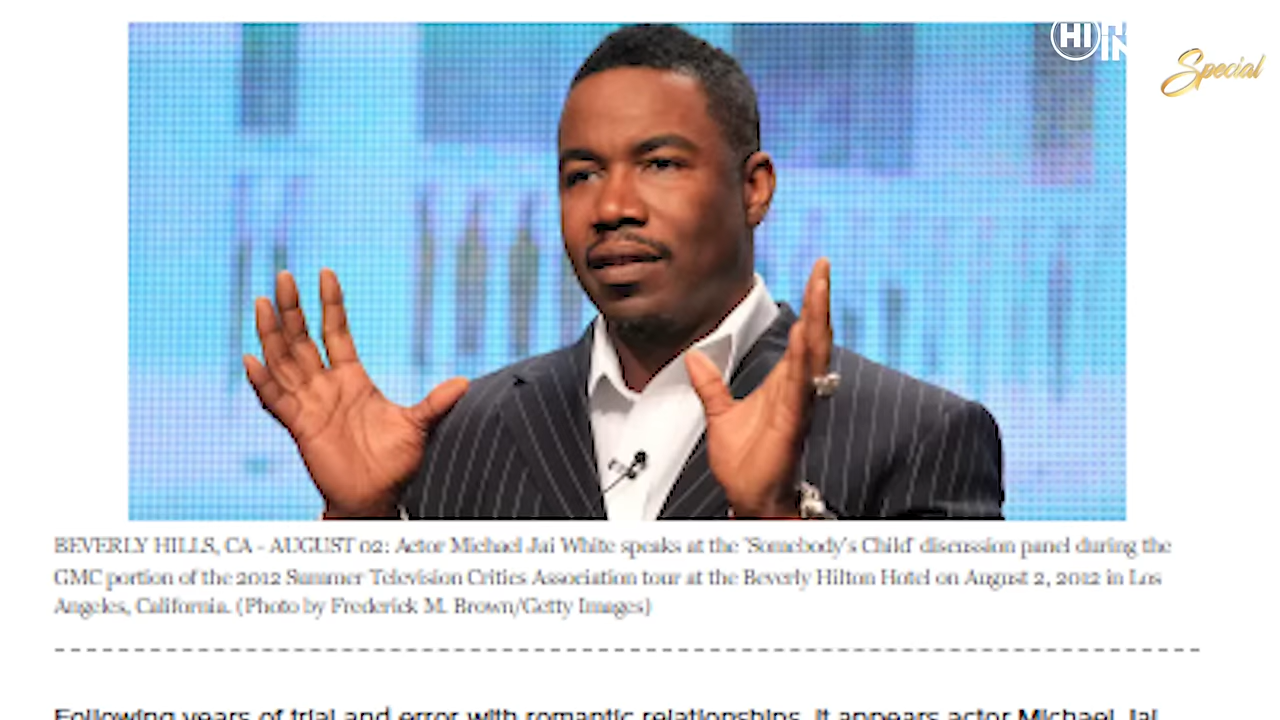 HI
IN
Special
BEVERLY HILLS, CA - AUGUST 02: Actor Michael Jai White speaks at the 'Somebody's Child' discussion panel during the
GMC portion of the 2012 Summer Television Critics Association tour at the Beverly Hilton Hotel on August 2, 2012 in Los
Angeles, California. (Photo by Frederick M. Brown/Getty Images)
Following years of trial and error with romantic relationships, it appears actor Michael Jai